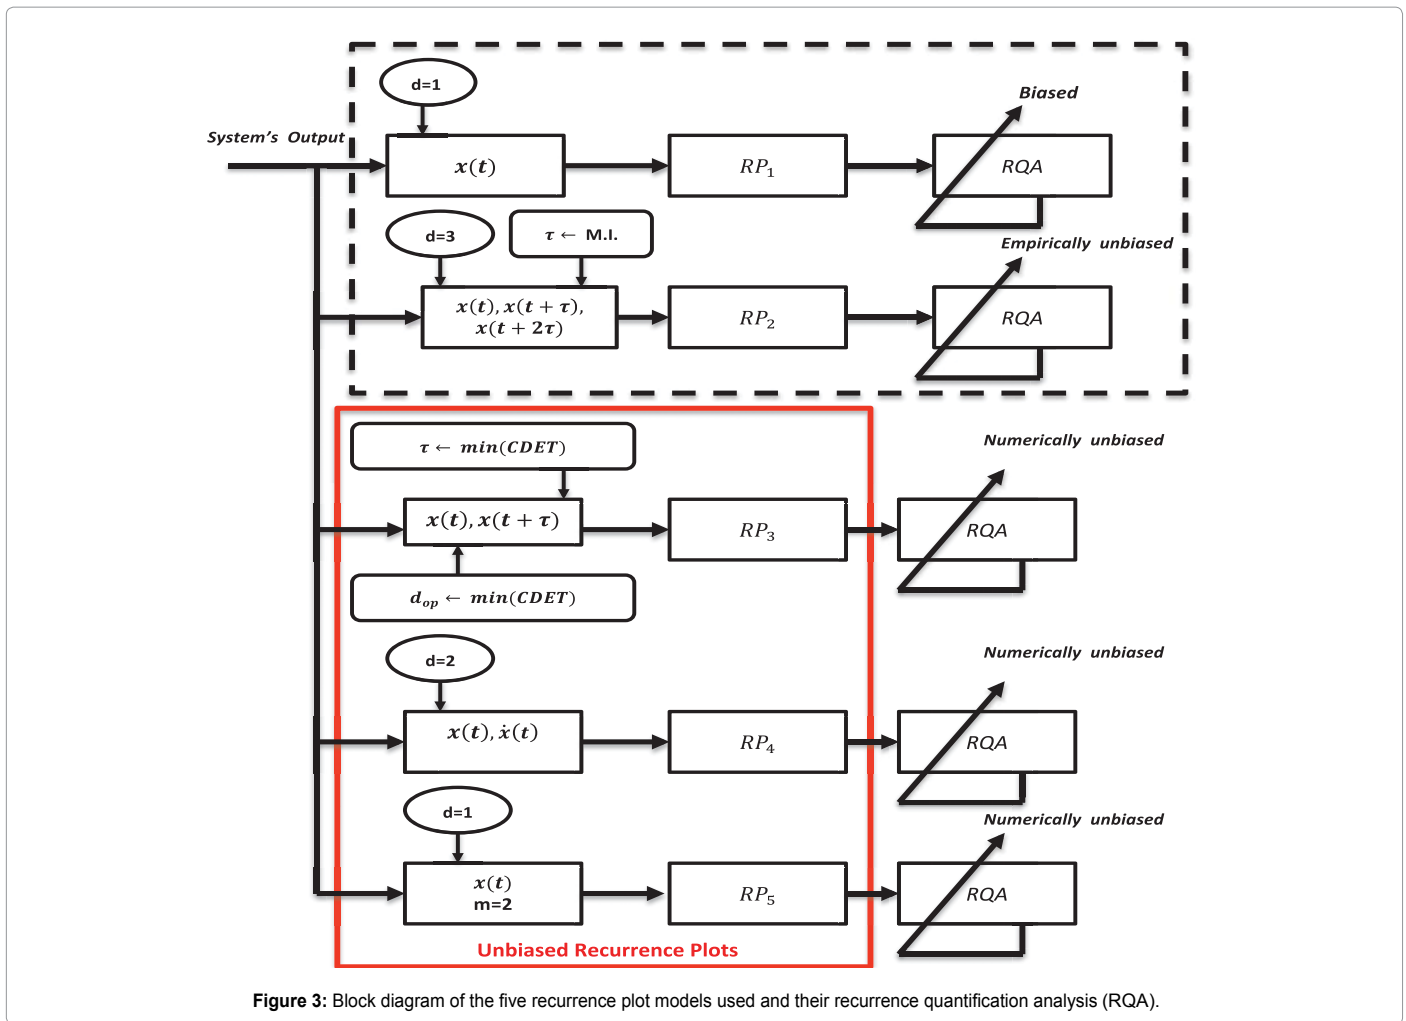 d=1
Biased
System's Output
x(t)
RP₁
RQA
d=3
τ ← M.I.
Empirically unbiased
x(t), x(t + τ),
x(t + 2τ)
RP₂
RQA
τ ← min(CDET)
Numerically unbiased
x(t), x(t + τ)
RP₃
RQA
d_op ← min(CDET)
d=2
Numerically unbiased
x(t), ẋ(t)
RP₄
RQA
d=1
Numerically unbiased
x(t)
m=2
RP₅
RQA
Unbiased Recurrence Plots
Figure 3: Block diagram of the five recurrence plot models used and their recurrence quantification analysis (RQA).